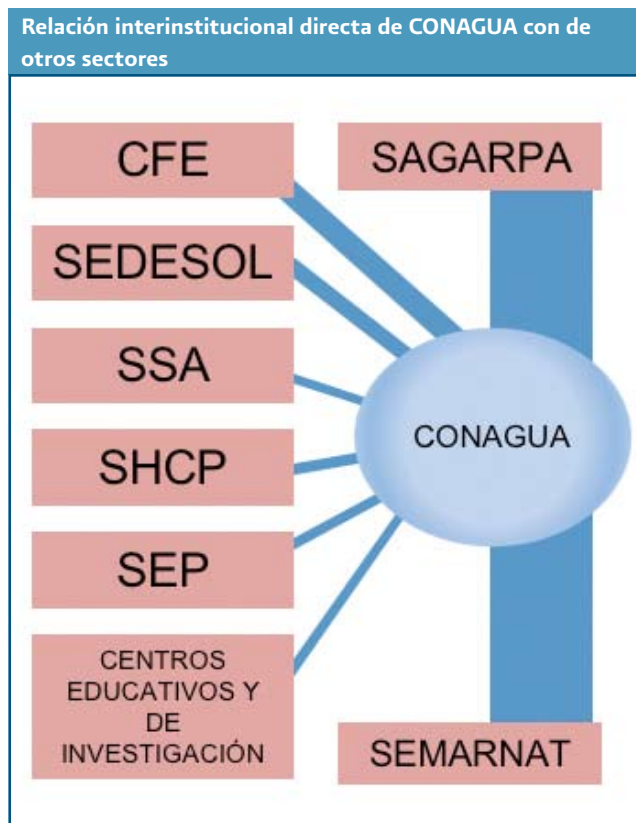 Relación interinstitucional directa de CONAGUA con de
otros sectores
CFE
SEDESOL
SSA
SHCP
SEP
CENTROS
EDUCATIVOS Y
DE
INVESTIGACIÓN
SAGARPA
CONAGUA
SEMARNAT